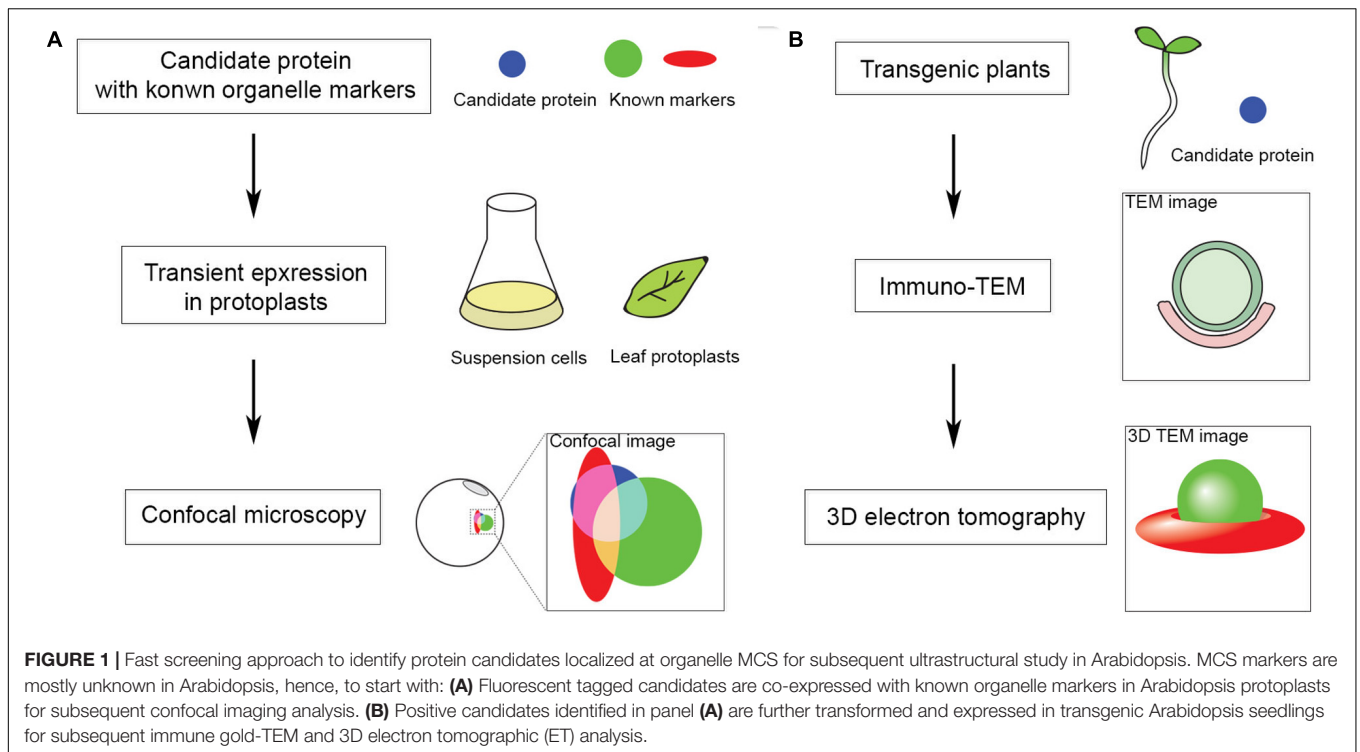 A
Candidate protein
with konwn organelle markers
Candidate protein
Known markers
Transient epxression
in protoplasts
Suspension cells
Leaf protoplasts
Confocal microscopy
Confocal image
B
Transgenic plants
Candidate protein
Immuno-TEM
TEM image
3D electron tomography
3D TEM image
FIGURE 1 | Fast screening approach to identify protein candidates localized at organelle MCS for subsequent ultrastructural study in Arabidopsis. MCS markers are
mostly unknown in Arabidopsis, hence, to start with: (A) Fluorescent tagged candidates are co-expressed with known organelle markers in Arabidopsis protoplasts
for subsequent confocal imaging analysis. (B) Positive candidates identified in panel (A) are further transformed and expressed in transgenic Arabidopsis seedlings
for subsequent immune gold-TEM and 3D electron tomographic (ET) analysis.